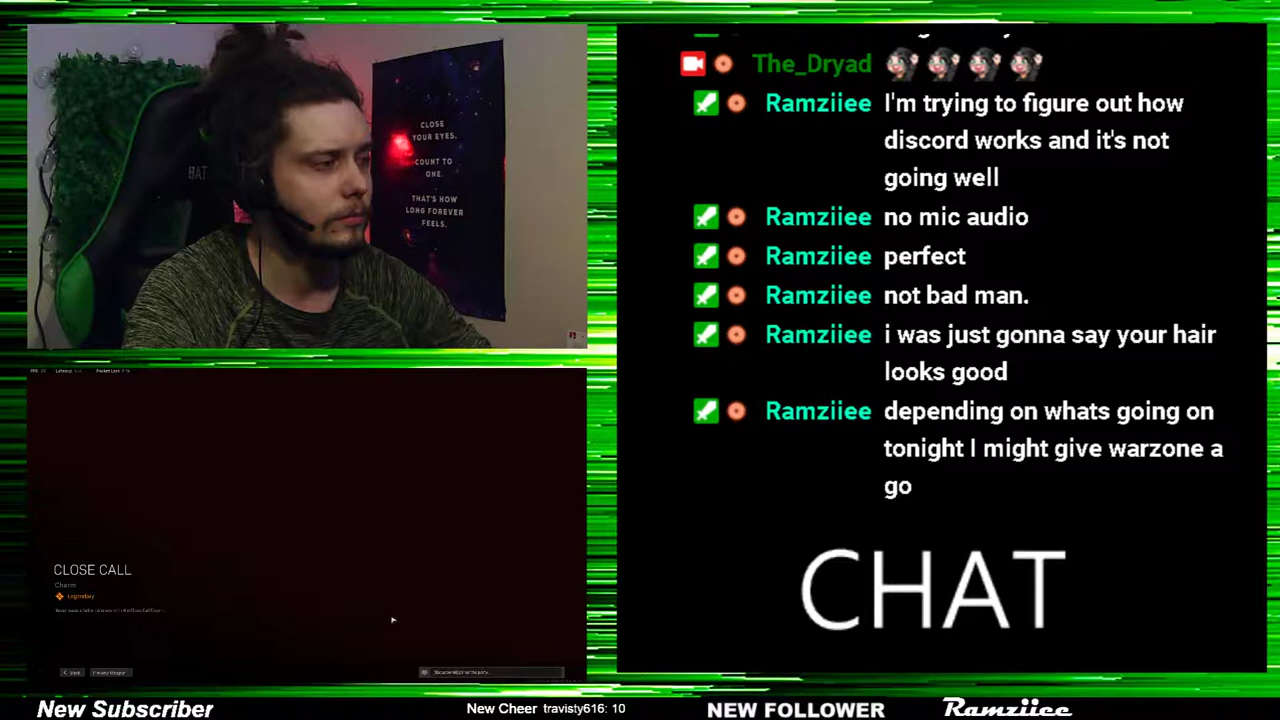 BAT
CLOSE
YOUR EYES.
COUNT TO
ONE.
THAT'S HOW
LONG FOREVER
FEELS.
CLOSE CALL
Charm
Legendary
Back
The_Dryad
Ramziiee I'm trying to figure out how
discord works and it's not
going well
Ramziiee no mic audio
Ramziiee perfect
Ramziiee not bad man.
Ramziiee i was just gonna say your hair
looks good
Ramziiee depending on whats going on
tonight I might give warzone a
go
CHAT
New Subscriber
New Cheer travisty616: 10
NEW FOLLOWER
Ramziiee